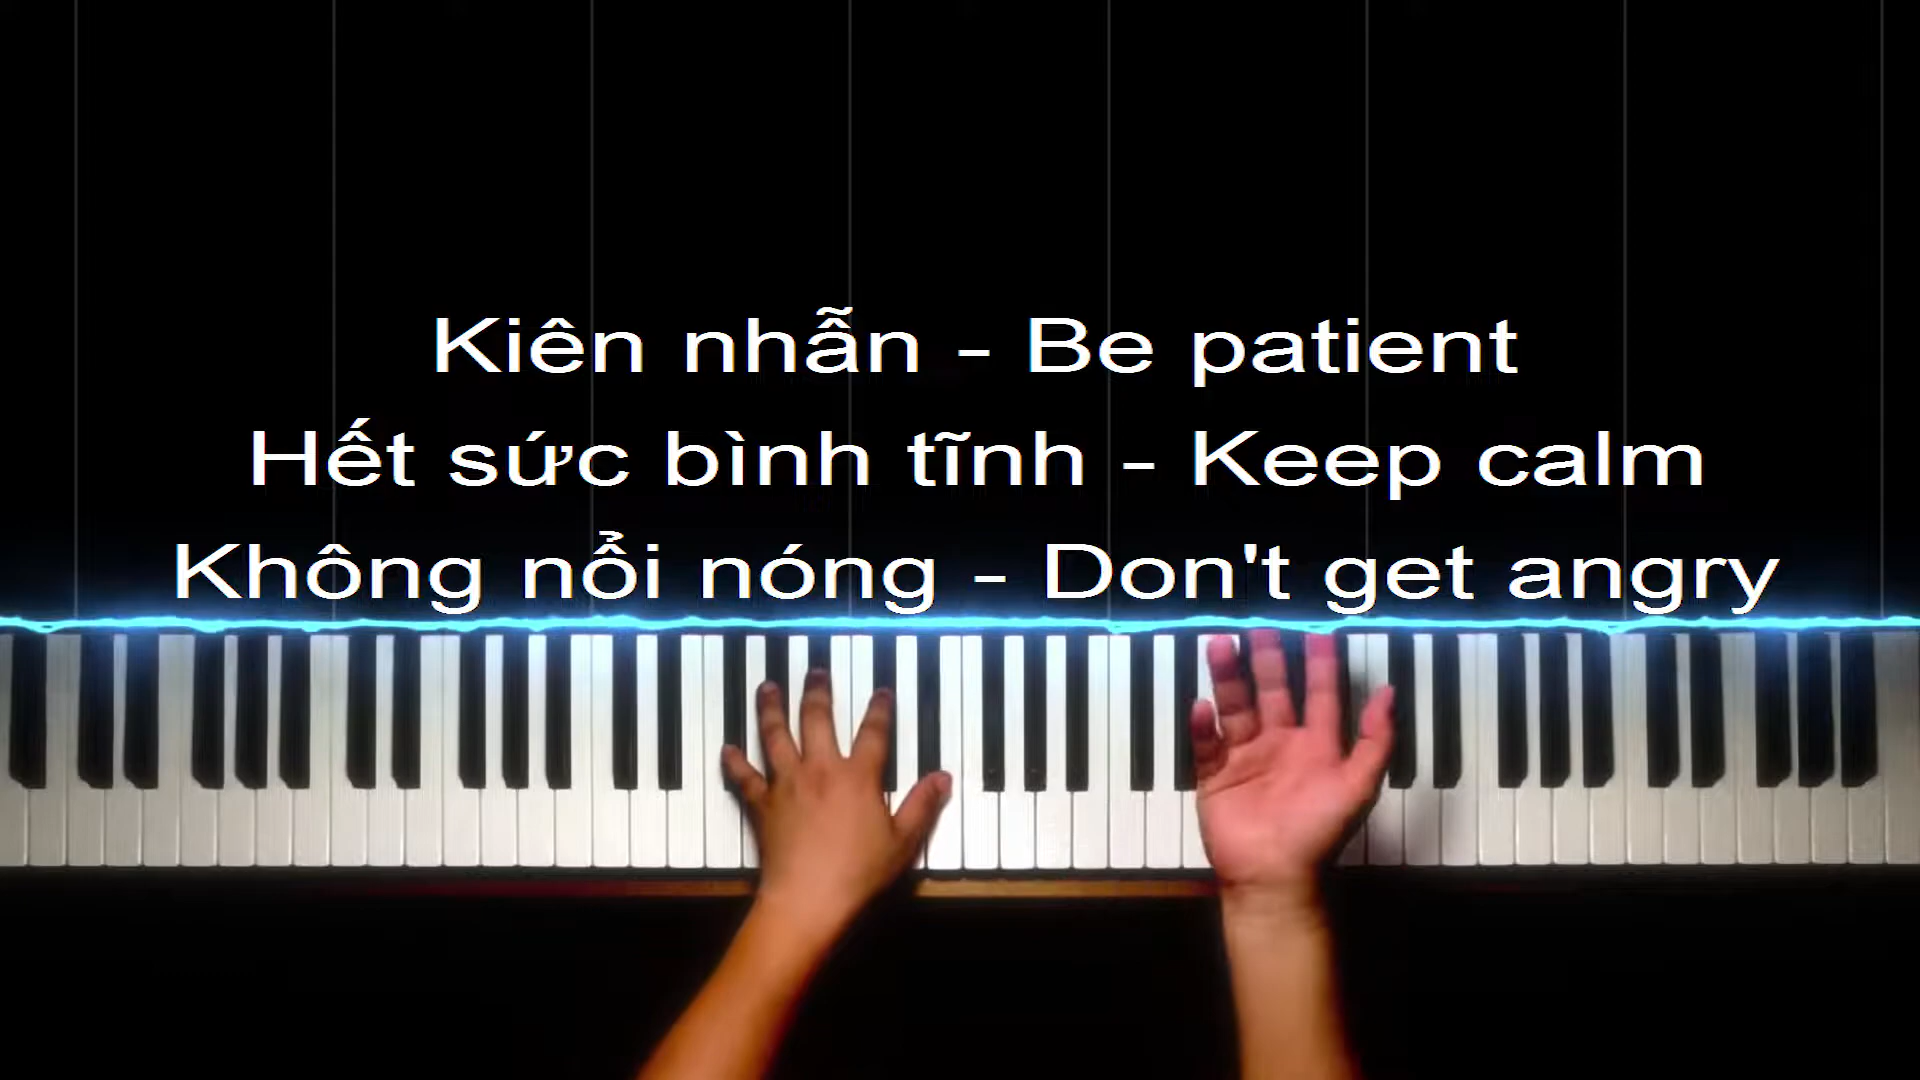 Kiên nhẫn - Be patient
Hết sức bình tĩnh - Keep calm
Không nổi nóng - Don't get angry